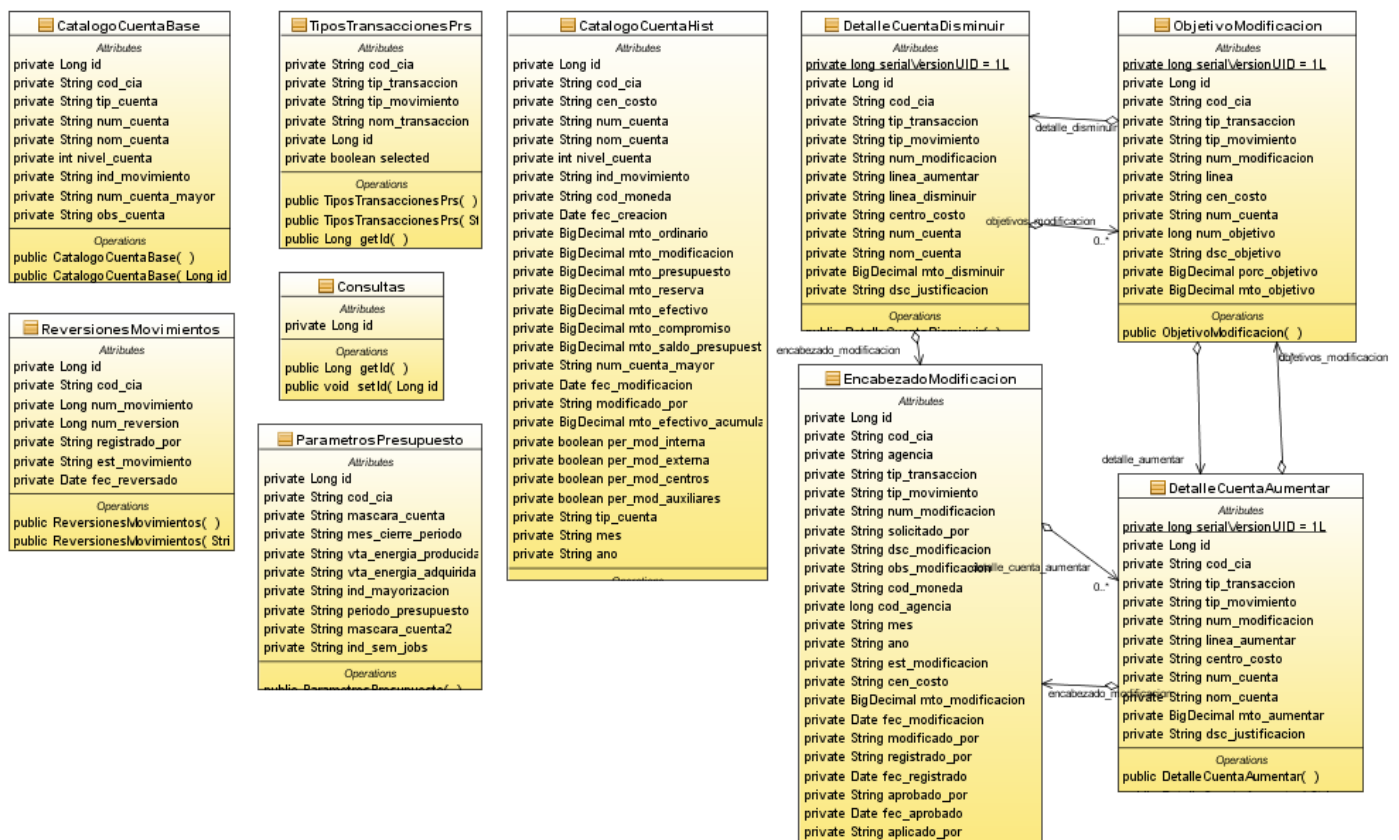 CatalogoCuentaBase
Attributes
private Long id
private String cod_cia
private String tip_cuenta
private String num_cuenta
private String nom_cuenta
private int nivel_cuenta
private String ind_movimiento
private String num_cuenta_mayor
private String obs_cuenta
Operations
public CatalogoCuentaBase( )
public CatalogoCuentaBase( Long id
TiposTransaccionesPrs
Attributes
private String cod_cia
private String tip_transaccion
private String tip_movimiento
private String nom_transaccion
private Long id
private boolean selected
Operations
public TiposTransaccionesPrs( )
public TiposTransaccionesPrs( St
public Long getId( )
CatalogoCuentaHist
Attributes
private Long id
private String cod_cia
private String cen_costo
private String num_cuenta
private String nom_cuenta
private int nivel_cuenta
private String ind_movimiento
private String cod_moneda
private Date fec_creacion
private BigDecimal mto_ordinario
private BigDecimal mto_modificacion
private BigDecimal mto_presupuesto
private BigDecimal mto_reserva
private BigDecimal mto_efectivo
private BigDecimal mto_compromiso
private BigDecimal mto_saldo_presupuest
private String num_cuenta_mayor
private Date fec_modificacion
private String modificado_por
private BigDecimal mto_efectivo_acumula
private boolean per_mod_interna
private boolean per_mod_externa
private boolean per_mod_centros
private boolean per_mod_auxiliares
private String tip_cuenta
private String mes
private String ano
Operations
DetalleCuentaDisminuir
Attributes
private long serialVersionUID = 1L
private Long id
private String cod_cia
private String tip_transaccion
private String tip_movimiento
private String num_modificacion
private String linea_aumentar
private String linea_disminuir
private String centro_costo
private String num_cuenta
private String nom_cuenta
private BigDecimal mto_disminuir
private String dsc_justificacion
Operations
public DetalleCuentaDisminuir( )
detalle_disminuir
objetivos_modificacion
0..*
ObjetivoModificacion
Attributes
private long serialVersionUID = 1L
private Long id
private String cod_cia
private String tip_transaccion
private String tip_movimiento
private String num_modificacion
private String linea
private String cen_costo
private String num_cuenta
private long num_objetivo
private String dsc_objetivo
private BigDecimal porc_objetivo
private BigDecimal mto_objetivo
Operations
public ObjetivoModificacion( )
ReversionesMovimientos
Attributes
private Long id
private String cod_cia
private Long num_movimiento
private Long num_reversion
private String registrado_por
private String est_movimiento
private Date fec_reversado
Operations
public ReversionesMovimientos( )
public ReversionesMovimientos( Stri
Consultas
Attributes
private Long id
Operations
public Long getId( )
public void setId( Long id
ParametrosPresupuesto
Attributes
private Long id
private String cod_cia
private String mascara_cuenta
private String mes_cierre_periodo
private String vta_energia_producida
private String vta_energia_adquirida
private String ind_mayorizacion
private String periodo_presupuesto
private String mascara_cuenta2
private String ind_sem_jobs
Operations
public ParametrosPresupuesto( )
encabezado_modificacion
EncabezadoModificacion
Attributes
private Long id
private String cod_cia
private String agencia
private String tip_transaccion
private String tip_movimiento
private String num_modificacion
private String solicitado_por
private String dsc_modificacion
private String obs_modificacion
private String cod_moneda
private long cod_agencia
private String mes
private String ano
private String est_modificacion
private String cen_costo
private BigDecimal mto_modificacion
private Date fec_modificacion
private String modificado_por
private String registrado_por
private Date fec_registrado
private String aprobado_por
private Date fec_aprobado
private String aplicado_por
detalle_cuenta_aumentar
0..*
encabezado_modificacion
objetivos_modificacion
detalle_aumentar
DetalleCuentaAumentar
Attributes
private long serialVersionUID = 1L
private Long id
private String cod_cia
private String tip_transaccion
private String tip_movimiento
private String num_modificacion
private String linea_aumentar
private String centro_costo
private String num_cuenta
private String nom_cuenta
private BigDecimal mto_aumentar
private String dsc_justificacion
Operations
public DetalleCuentaAumentar( )